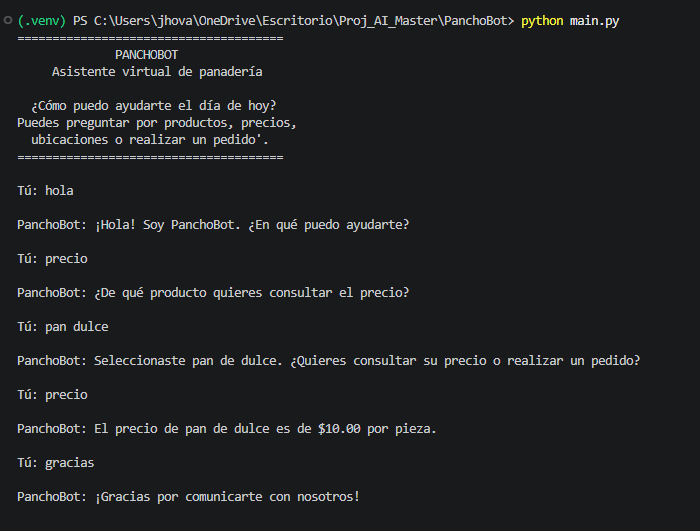 (.venv) PS C:\Users\jhova\OneDrive\Escritorio\Proj_AI_Master\PanchoBot> python main.py
======================================
PANCHOBOT
Asistente virtual de panadería
¿Cómo puedo ayudarte el día de hoy?
Puedes preguntar por productos, precios,
ubicaciones o realizar un pedido'.
======================================
Tú: hola
PanchoBot: ¡Hola! Soy PanchoBot. ¿En qué puedo ayudarte?
Tú: precio
PanchoBot: ¿De qué producto quieres consultar el precio?
Tú: pan dulce
PanchoBot: Seleccionaste pan de dulce. ¿Quieres consultar su precio o realizar un pedido?
Tú: precio
PanchoBot: El precio de pan de dulce es de $10.00 por pieza.
Tú: gracias
PanchoBot: ¡Gracias por comunicarte con nosotros!